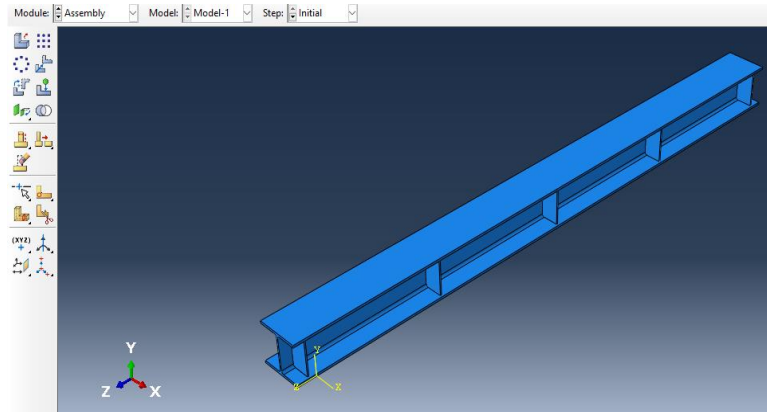 Module: Assembly Model: Model-1 Step: Initial
(XYZ)
Y
Z X
Y
Z X